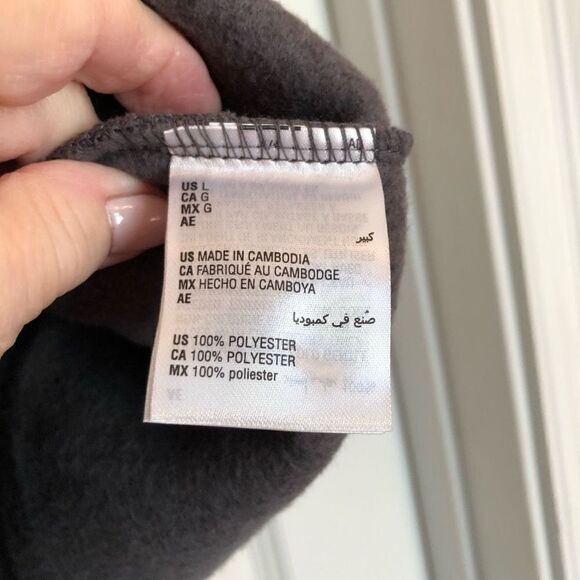 US L
CA G
MX G
AE
كبير
US MADE IN CAMBODIA
CA FABRIQUÉ AU CAMBODGE
MX HECHO EN CAMBOYA
AE
صُنع في كمبوديا
US 100% POLYESTER
CA 100% POLYESTER
MX 100% poliester